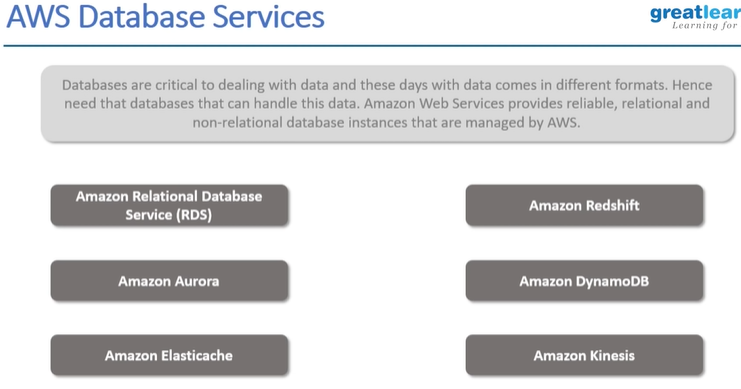 AWS Database Services
greatlear
Learning for
Databases are critical to dealing with data and these days with data comes in different formats. Hence
need that databases that can handle this data. Amazon Web Services provides reliable, relational and
non-relational database instances that are managed by AWS.
Amazon Relational Database
Service (RDS)
Amazon Redshift
Amazon Aurora
Amazon DynamoDB
Amazon Elasticache
Amazon Kinesis